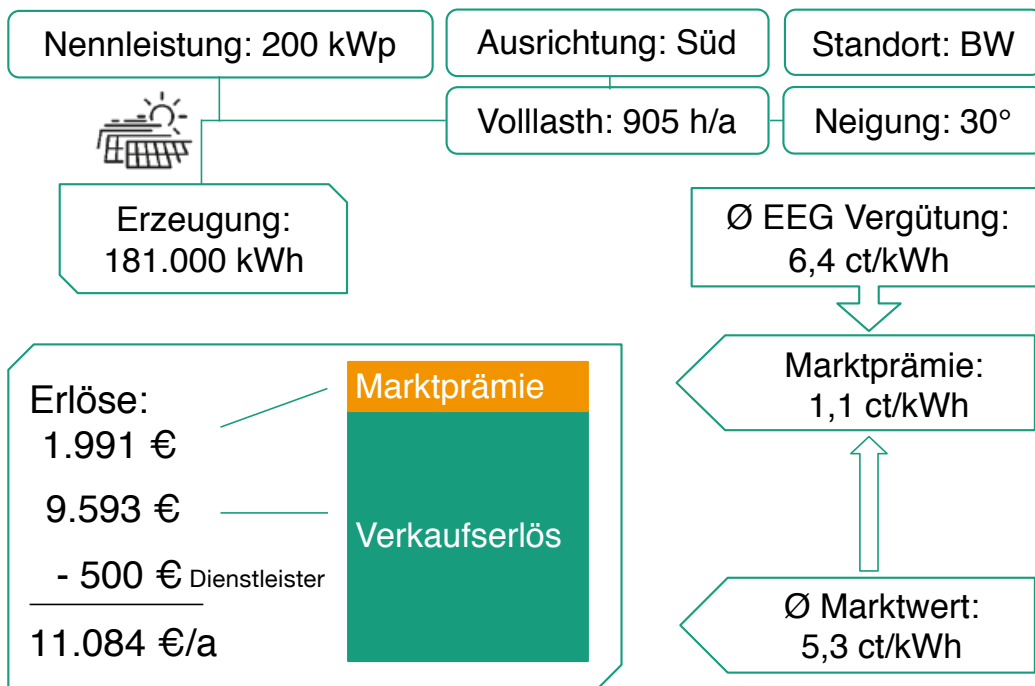 Nennleistung: 200 kWp
Ausrichtung: Süd
Standort: BW
Volllasth: 905 h/a
Neigung: 30°
Erzeugung:
181.000 kWh
Ø EEG Vergütung:
6,4 ct/kWh
Marktprämie:
1,1 ct/kWh
Ø Marktwert:
5,3 ct/kWh
Erlöse:
1.991 €
9.593 €
- 500 € Dienstleister
11.084 €/a
Marktprämie
Verkaufserlös